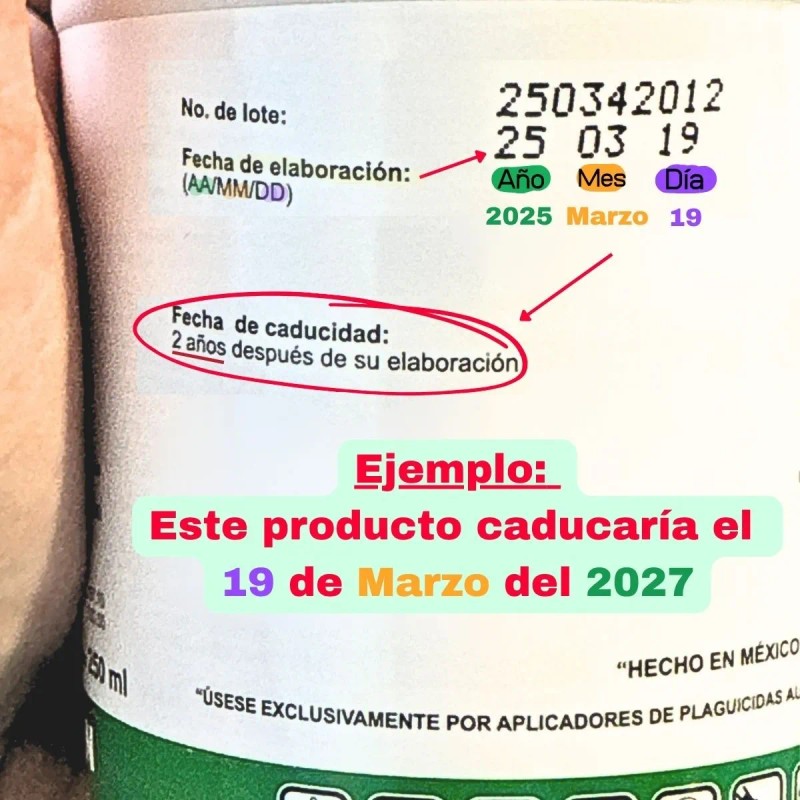 No. de lote: 250342012
Fecha de elaboración: 25 03 19
(AA/MM/DD) Año Mes Día
2025 Marzo 19
Fecha de caducidad:
2 años después de su elaboración
Ejemplo:
Este producto caducaría el
19 de Marzo del 2027
250 ml
“HECHO EN MÉXICO
“ÚSESE EXCLUSIVAMENTE POR APLICADORES DE PLAGUICIDAS